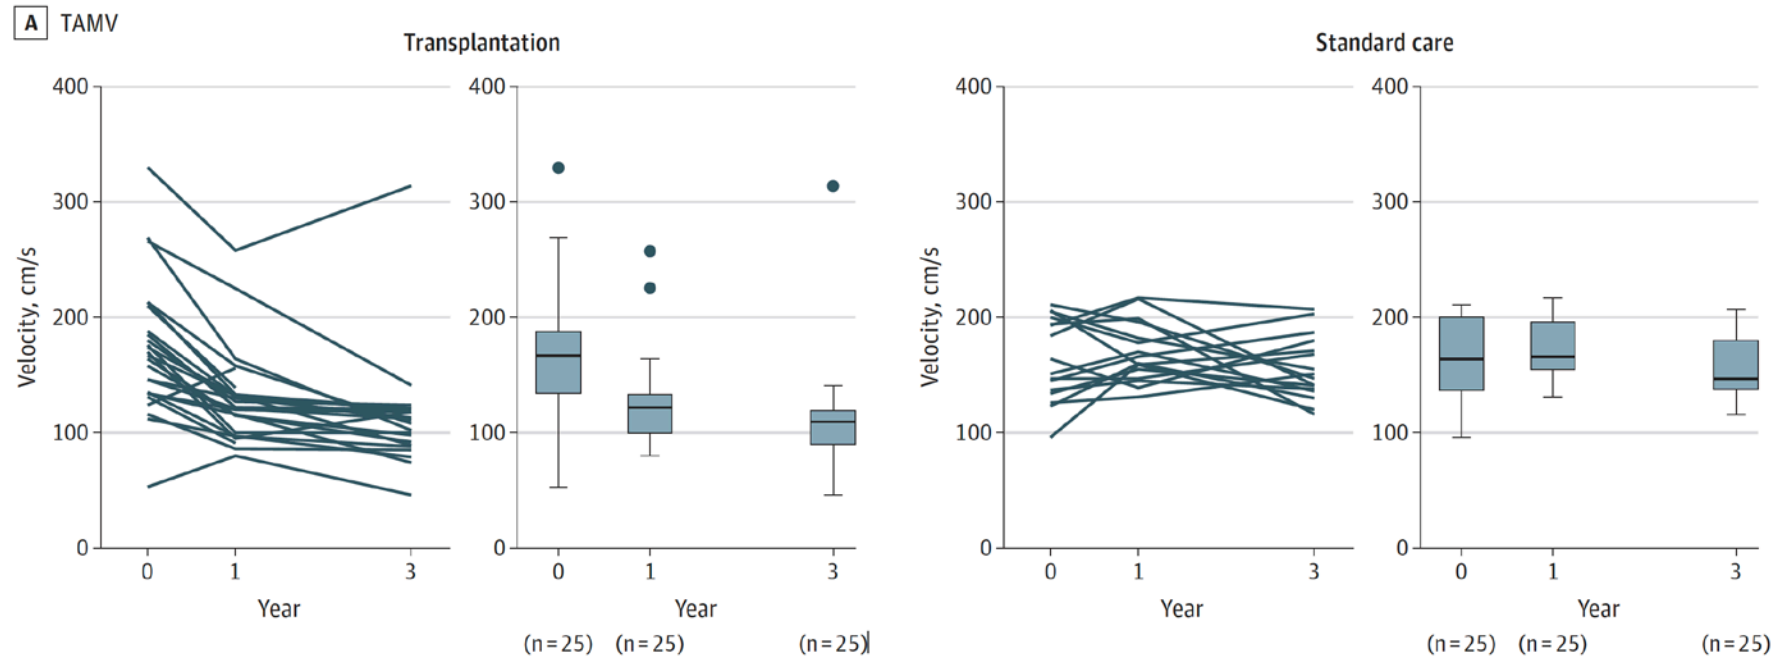 A TAMV
Transplantation
Standard care
Velocity, cm/s
400
300
200
100
0
0 1 3
Year
400
300
200
100
0
0 1 3
Year
(n=25) (n=25) (n=25)
Velocity, cm/s
400
300
200
100
0
0 1 3
Year
400
300
200
100
0
0 1 3
Year
(n=25) (n=25) (n=25)